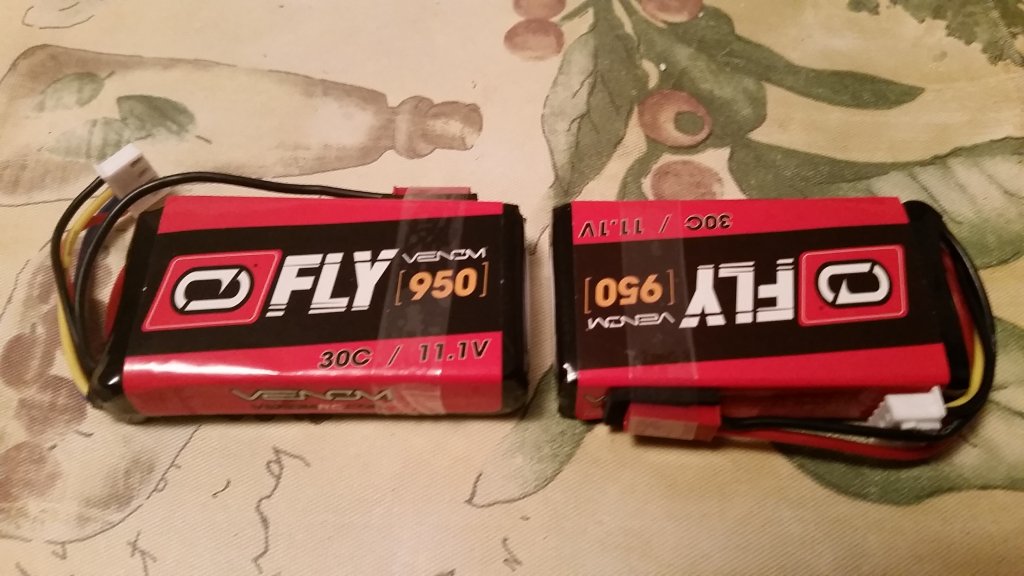 FLY
VENOM
[950]
30C / 11.1V
VENOM
30C / 11.1V
FLY
VENOM
[950]